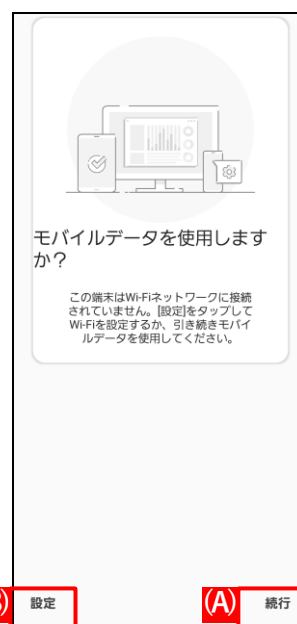 モバイルデータを使用します
か？
この端末はWi-Fiネットワークに接続
されていません。[設定]をタップして
Wi-Fiを設定するか、引き続きモバイ
ルデータを使用してください。
設定
(A) 続行